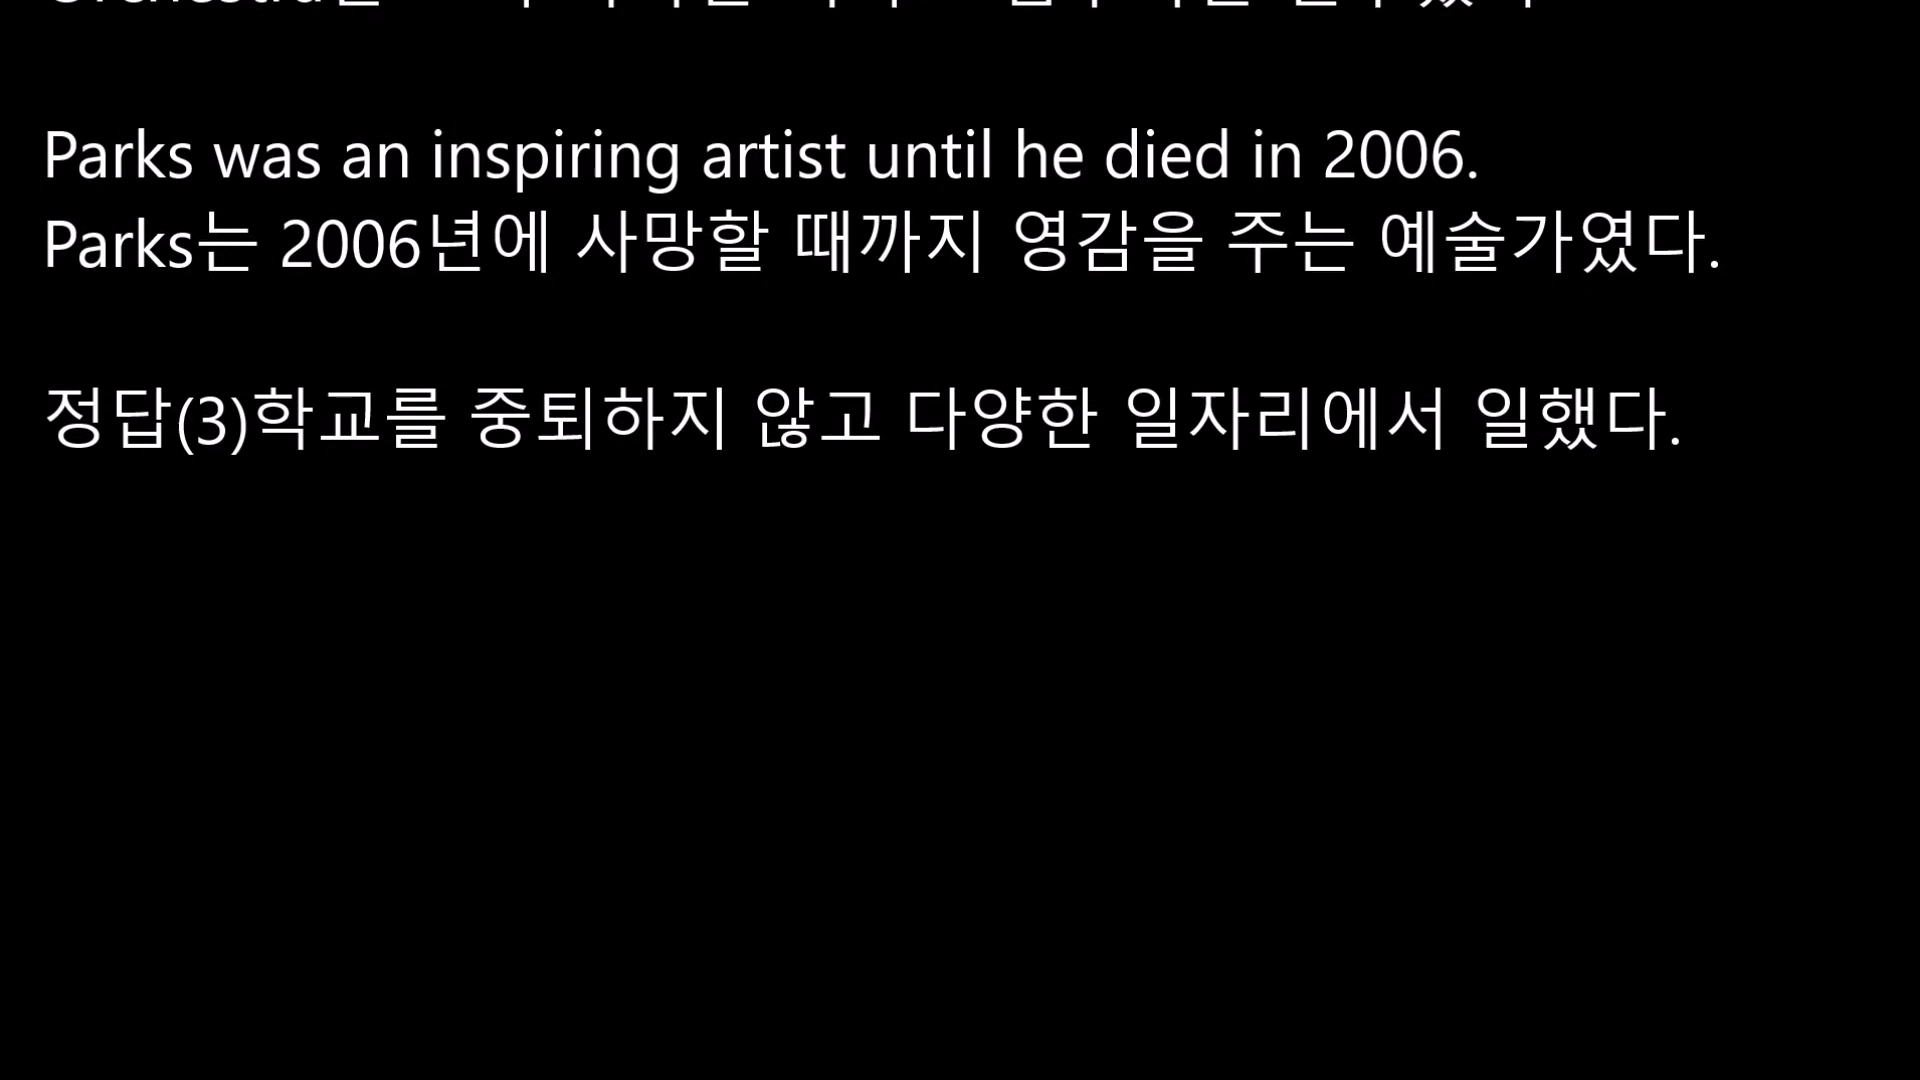 Parks was an inspiring artist until he died in 2006.
Parks는 2006년에 사망할 때까지 영감을 주는 예술가였다.
정답(3)학교를 중퇴하지 않고 다양한 일자리에서 일했다.